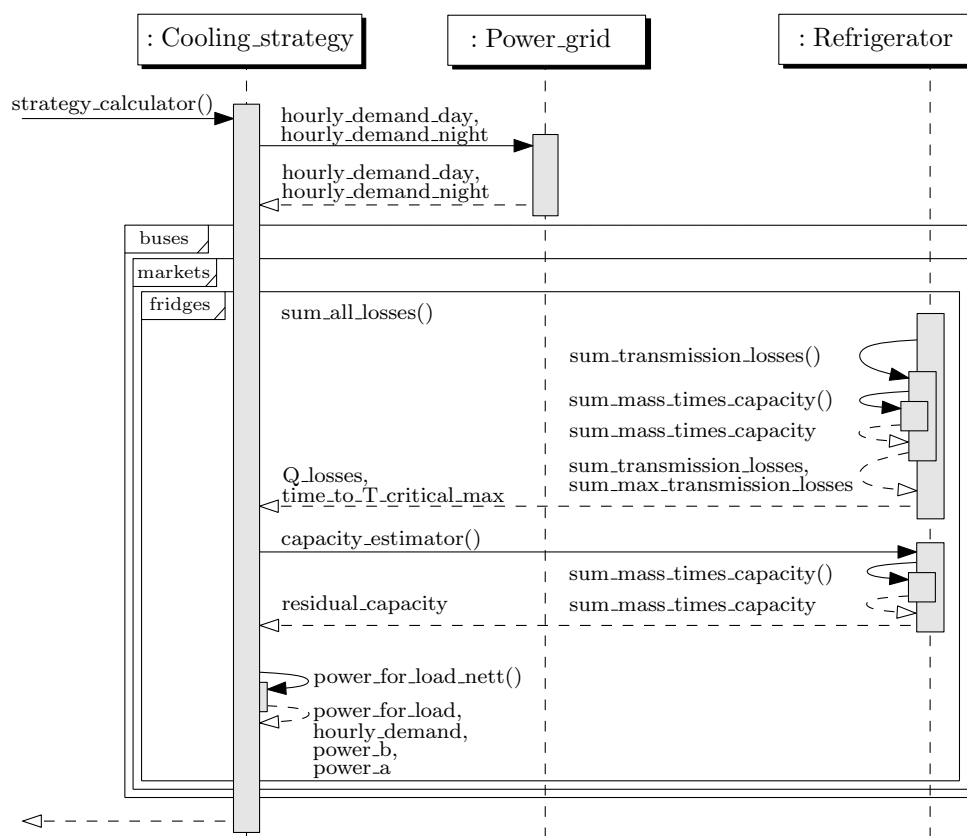 : Cooling_strategy
: Power_grid
: Refrigerator
strategy_calculator()
hourly_demand_day,
hourly_demand_night
hourly_demand_day,
hourly_demand_night
buses
markets
fridges
sum_all_losses()
sum_transmission_losses()
sum_mass_times_capacity()
sum_mass_times_capacity
sum_transmission_losses,
sum_max_transmission_losses
Q_losses,
time_to_T_critical_max
capacity_estimator()
sum_mass_times_capacity()
sum_mass_times_capacity
residual_capacity
power_for_load_nett()
power_for_load,
hourly_demand,
power_b,
power_a